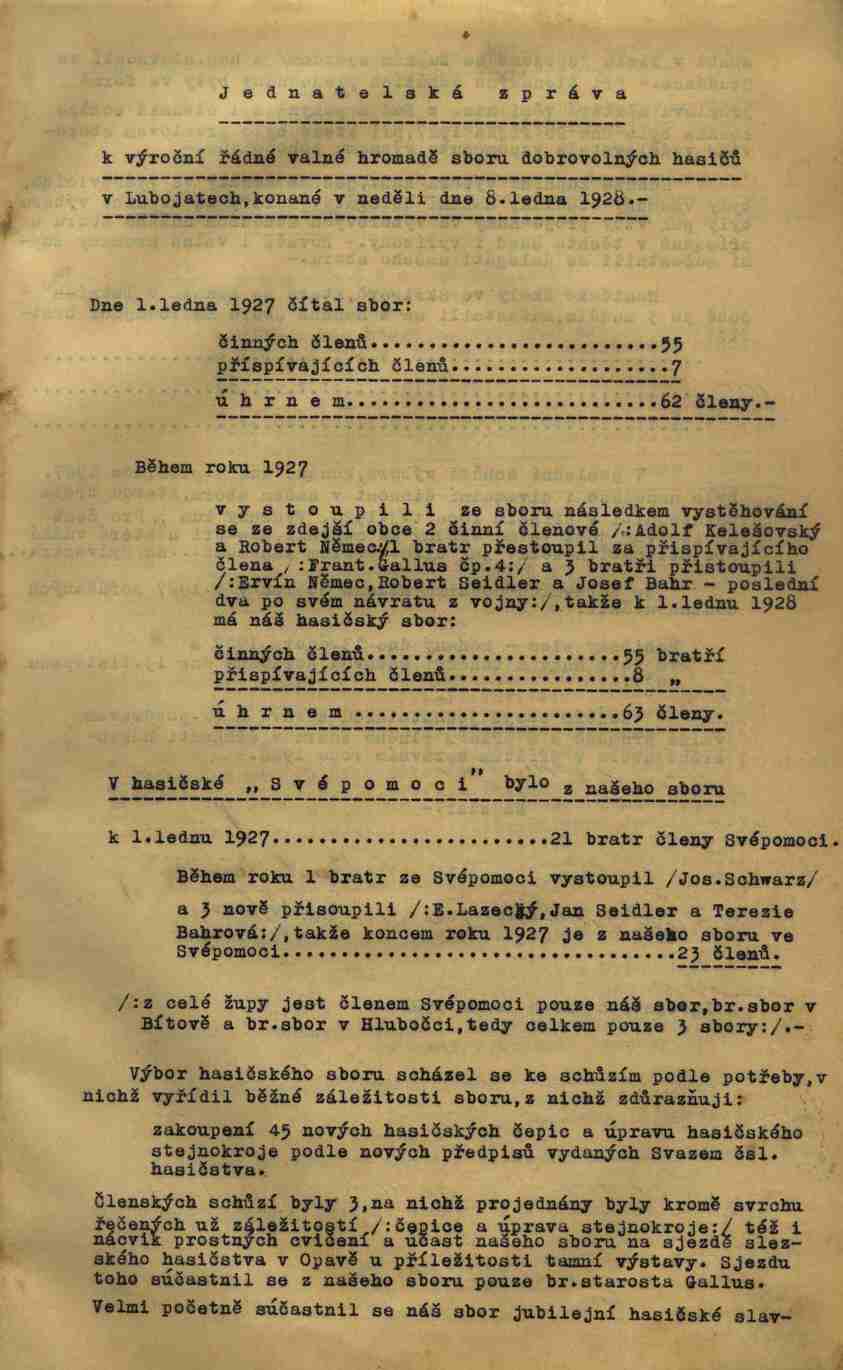 J e d n a t e l s k á   z p r á v a
k výroční řádné valné hromadě sboru dobrovolných hasičů
v Lubojatech,konané v neděli dne 8.ledna 1928.-
Dne 1.ledna 1927 čítal sbor:
činných členů.........................55
příspívajících členů...................7
ú h r n e m...........................62 členy.-
Během roku 1927
v y s t o u p i l i  ze sboru následkem vystěhování
se ze zdejší obce 2 činní členové /:Adolf Kelešovský
a Robert Němec/1 bratr přestoupil za přispívajícího
člena /:Frant.Gallus čp.4:/ a 3 bratři přistoupili
/:Ervín Němec,Robert Seidler a Josef Bahr - poslední
dva po svém návratu z vojny:/,takže k 1.lednu 1928
má náš hasičský sbor:
činných členů......................55 bratří
přispívajících členů................8  „
ú h r n e m .......................63 členy.
V hasičské „ S v é p o m o c i" bylo z našeho sboru
k 1.lednu 1927........................21 bratr členy Svépomoci.
Během roku 1 bratr ze Svépomoci vystoupil /Jos.Schwarz/
a 3 nově přisoupili /:E.Lazecký,Jan Seidler a Terezie
Bahrová:/,takže koncem roku 1927 je z našeho sboru ve
Svépomoci..................................23 členů.
/:z celé župy jest členem Svépomoci pouze náš sbor,br.sbor v
Bítově a br.sbor v Hlubočci,tedy celkem pouze 3 sbory:/.-
Výbor hasičského sboru scházel se ke schůzím podle potřeby,v
nichž vyřídil běžné záležitosti sboru,z nichž zdůrazňuji:
zakoupení 45 nových hasičských čepic a úpravu hasičského
stejnokroje podle nových předpisů vydaných Svazem čsl.
hasičstva.
Členských schůzí byly 3,na nichž projednány byly kromě svrchu
řečených už záležitostí /:čepice a úprava stejnokroje:/ též i
nácvik prostných cvičení a účast našeho sboru na sjezdě slez-
ského hasičstva v Opavě u příležitosti tamní výstavy. Sjezdu
toho súčastnil se z našeho sboru pouze br.starosta Gallus.
Velmi početně súčastnil se náš sbor jubilejní hasičské slav-